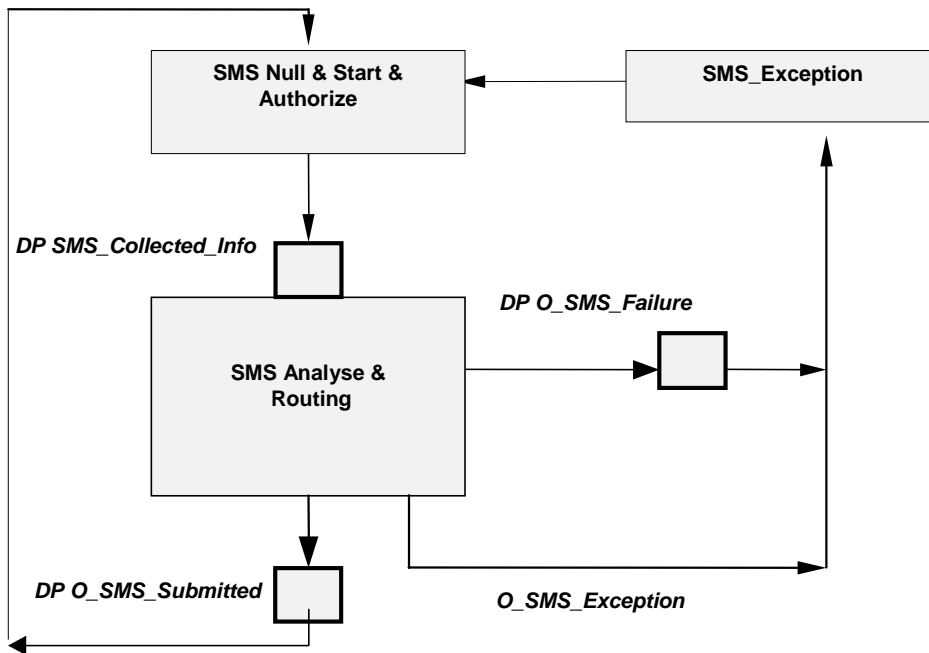 SMS Null & Start &
Authorize
SMS_Exception
DP SMS_Collected_Info
DP O_SMS_Failure
SMS Analyse &
Routing
DP O_SMS_Submitted
O_SMS_Exception